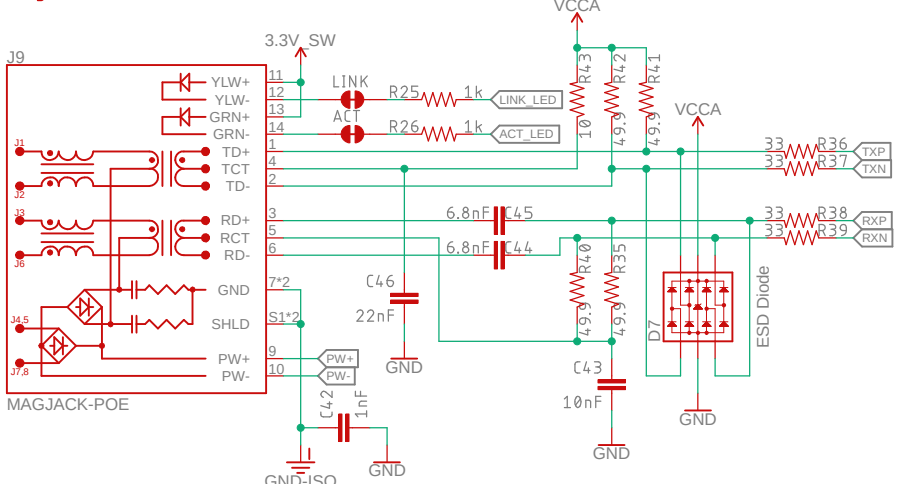 VCCA
3.3V_SW
J9
11
YLW+
LINK
R25
1k
LINK_LED
12
YLW-
13
GRN+
ACT
R26
1k
ACT_LED
14
GRN-
R43
10
R42
49.9
R41
49.9
VCCA
J1
1
TD+
33
R36
TXP
4
TCT
33
R37
TXN
J2
2
TD-
J3
3
RD+
6.8nF
C45
33
R38
RXP
5
RCT
33
R39
RXN
J6
6
RD-
6.8nF
C44
R40
49.9
R35
49.9
7*2
GND
C46
22nF
GND
S1*2
SHLD
J4,5
J7,8
9
PW+
PW+
10
PW-
PW-
MAGJACK-POE
C42
1nF
GND
GND-ISO
C43
10nF
GND
D7
ESD Diode
GND